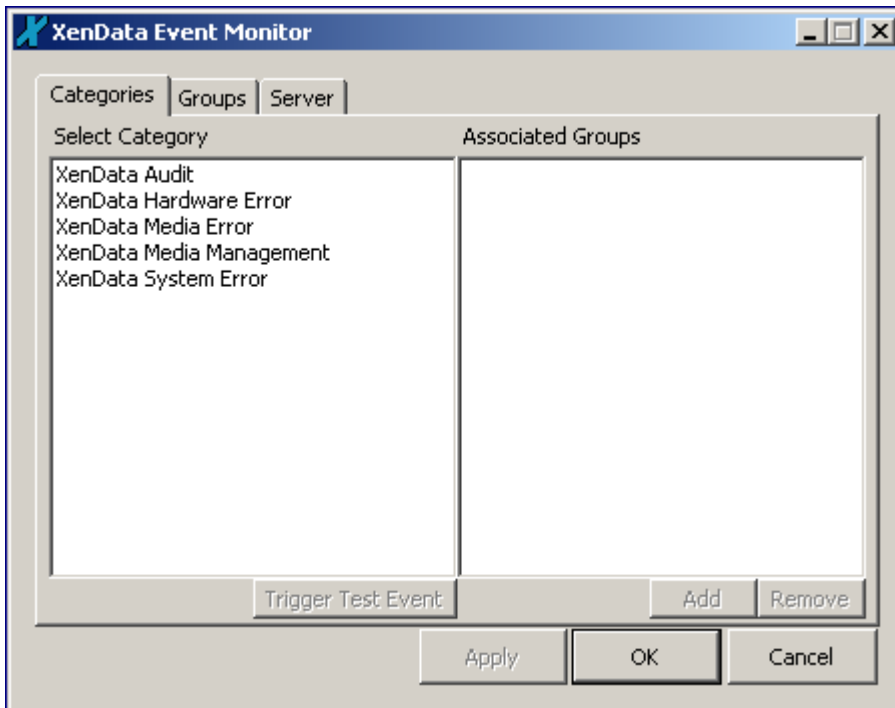 XenData Event Monitor
Categories Groups Server
Select Category Associated Groups
XenData Audit
XenData Hardware Error
XenData Media Error
XenData Media Management
XenData System Error
Trigger Test Event Add Remove
Apply OK Cancel